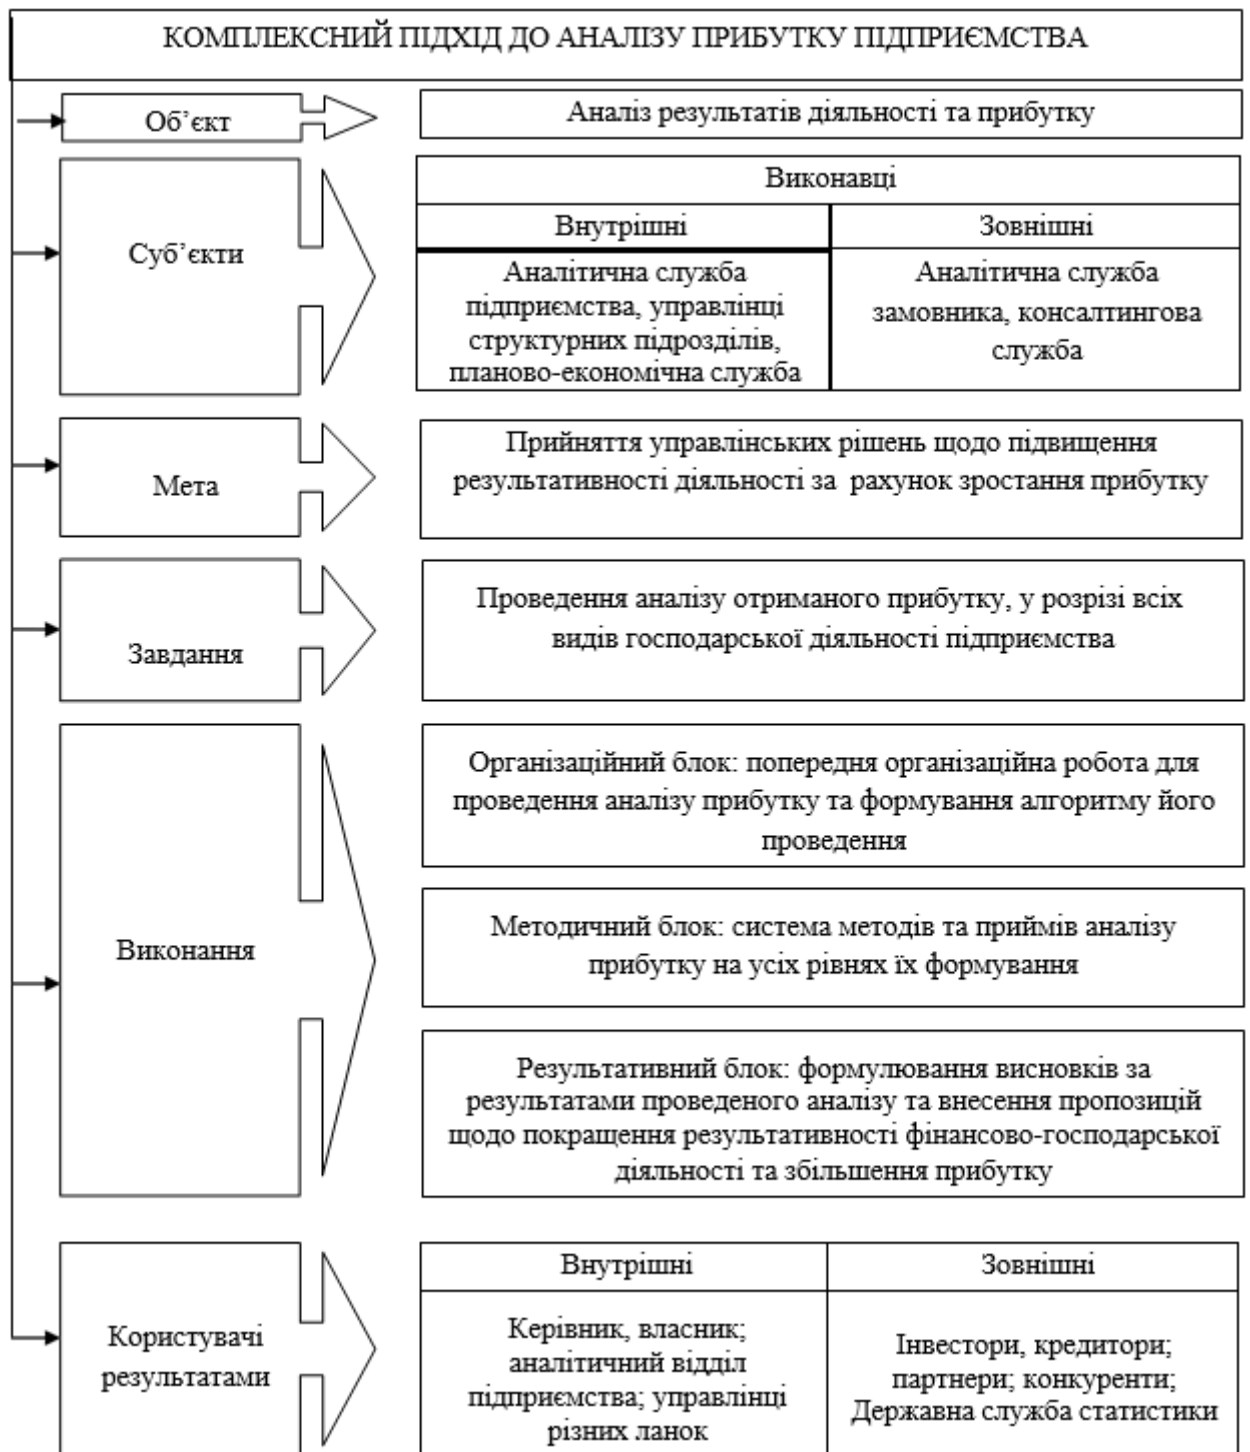 КОМПЛЕКСНИЙ ПІДХІД ДО АНАЛІЗУ ПРИБУТКУ ПІДПРИЄМСТВА
Об’єкт
Аналіз результатів діяльності та прибутку
Суб’єкти
Виконавці
Внутрішні
Зовнішні
Аналітична служба
підприємства, управлінці
структурних підрозділів,
планово-економічна служба
Аналітична служба
замовника, консалтингова
служба
Мета
Прийняття управлінських рішень щодо підвищення
результативності діяльності за рахунок зростання прибутку
Завдання
Проведення аналізу отриманого прибутку, у розрізі всіх
видів господарської діяльності підприємства
Виконання
Організаційний блок: попередня організаційна робота для
проведення аналізу прибутку та формування алгоритму його
проведення
Методичний блок: система методів та приймів аналізу
прибутку на усіх рівнях їх формування
Результативний блок: формулювання висновків за
результатами проведеного аналізу та внесення пропозицій
щодо покращення результативності фінансово-господарської
діяльності та збільшення прибутку
Користувачі
результатами
Внутрішні
Зовнішні
Керівник, власник;
аналітичний відділ
підприємства; управлінці
різних ланок
Інвестори, кредитори;
партнери; конкуренти;
Державна служба статистики